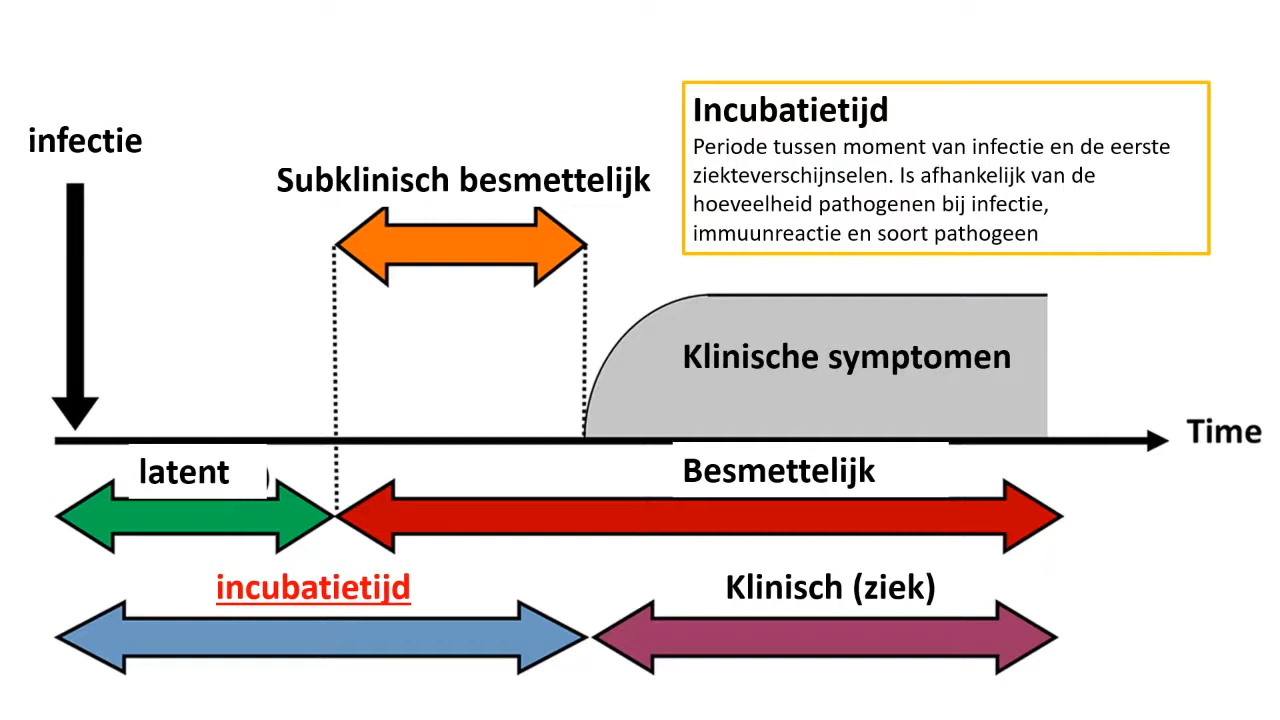 Incubatietijd
Periode tussen moment van infectie en de eerste
ziekteverschijnselen. Is afhankelijk van de
hoeveelheid pathogenen bij infectie,
immuunreactie en soort pathogeen
infectie
Subklinisch besmettelijk
Klinische symptomen
Time
latent
Besmettelijk
incubatietijd
Klinisch (ziek)